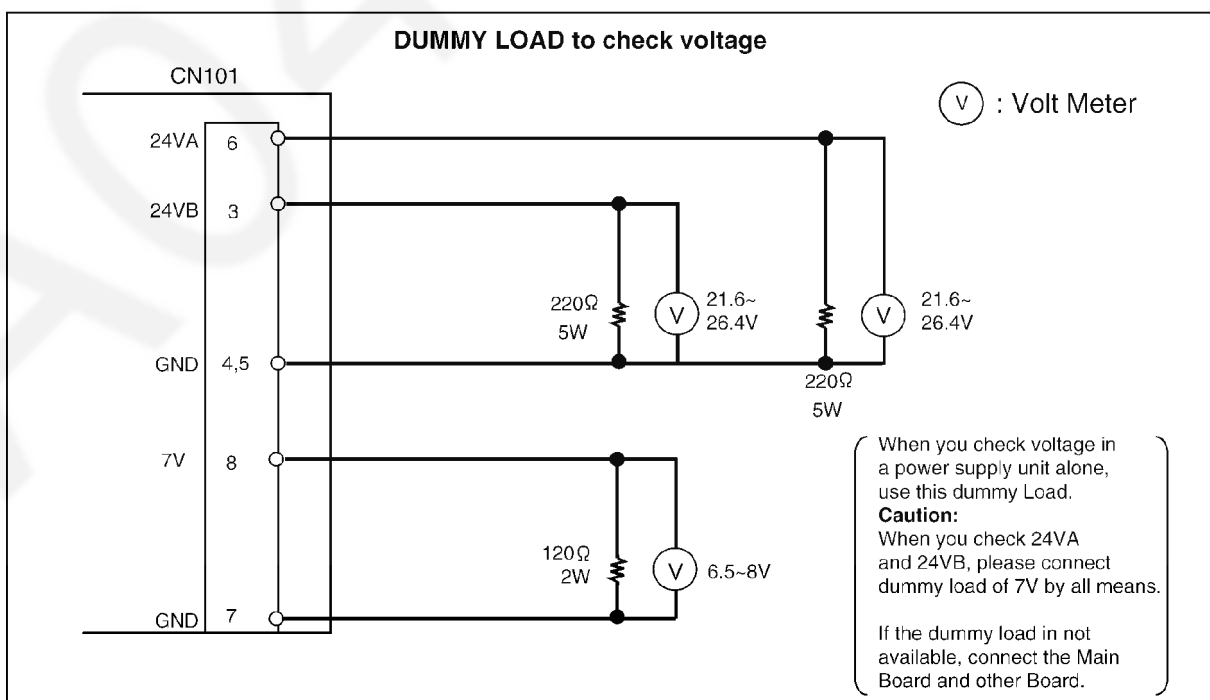 DUMMY LOAD to check voltage
CN101
V : Volt Meter
24VA 6
24VB 3
220Ω
5W
V
21.6~
26.4V
V
21.6~
26.4V
GND 4,5
220Ω
5W
7V 8
120Ω
2W
V
6.5~8V
GND 7
When you check voltage in
a power supply unit alone,
use this dummy Load.
Caution:
When you check 24VA
and 24VB, please connect
dummy load of 7V by all means.
If the dummy load in not
available, connect the Main
Board and other Board.